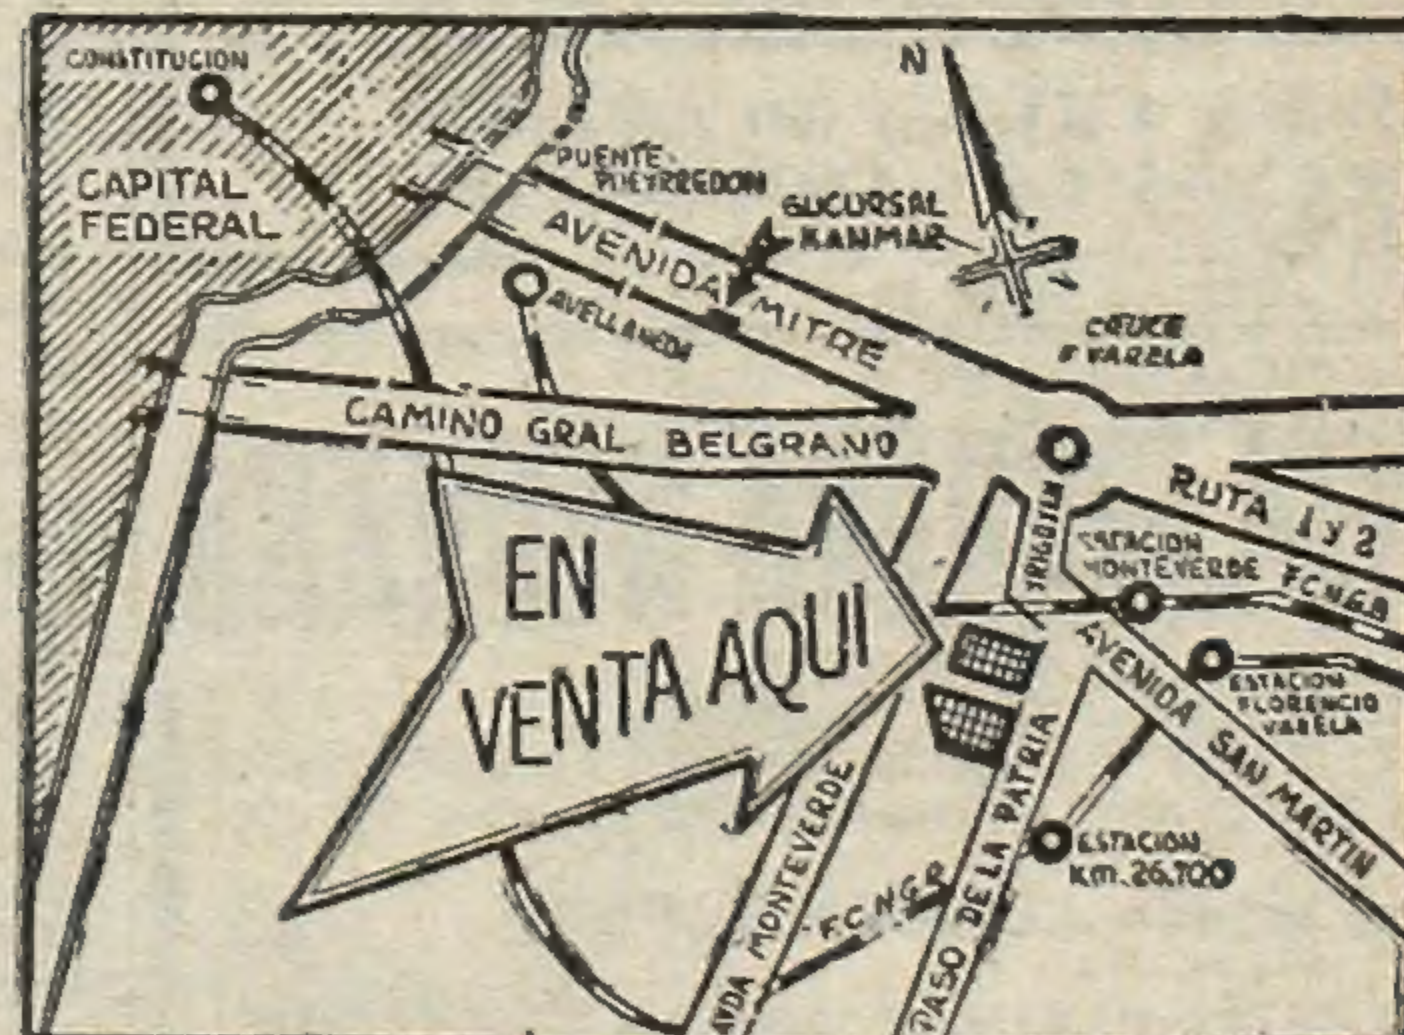 CONSTITUCION
CAPITAL
FEDERAL
N
PUENTE
PUEYRREDON
SUCURSAL
KANMAR
AVENIDA MITRE
AVELLANEDA
CRUCE
F VARELA
CAMINO GRAL BELGRANO
RUTA 1 y 2
YRIGOYEN
ESTACION
MONTEVERDE
F C N G B
EN
VENTA AQUI
AVENIDA SAN MARTIN
ESTACION
FLORENCIO
VARELA
AVDA MONTEVERDE
PASO DE LA PATRIA
F. C N G R
ESTACION
Km. 26.700